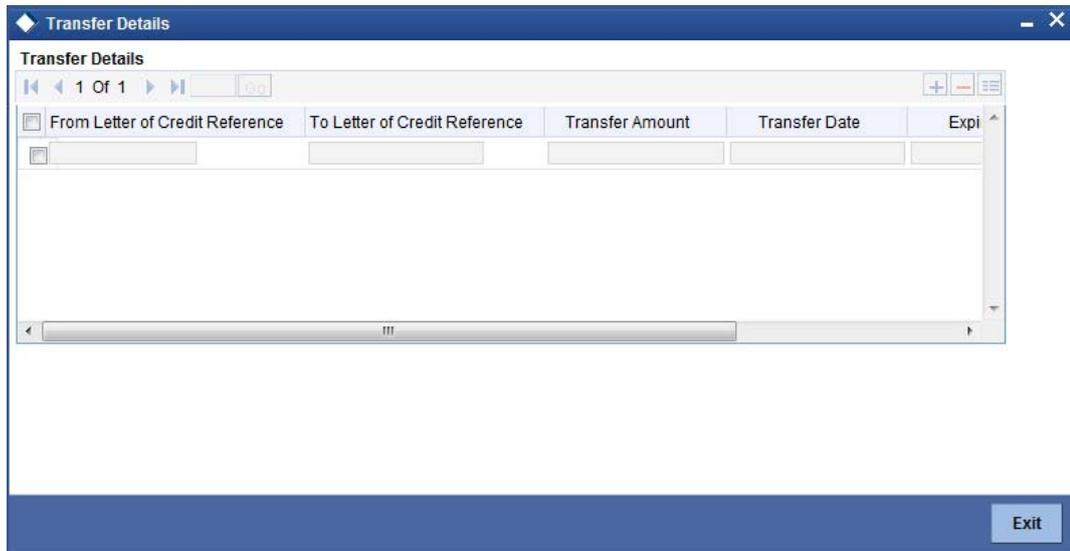 Transfer Details
Transfer Details
1 Of 1 Go
From Letter of Credit Reference To Letter of Credit Reference Transfer Amount Transfer Date Expi
Exit